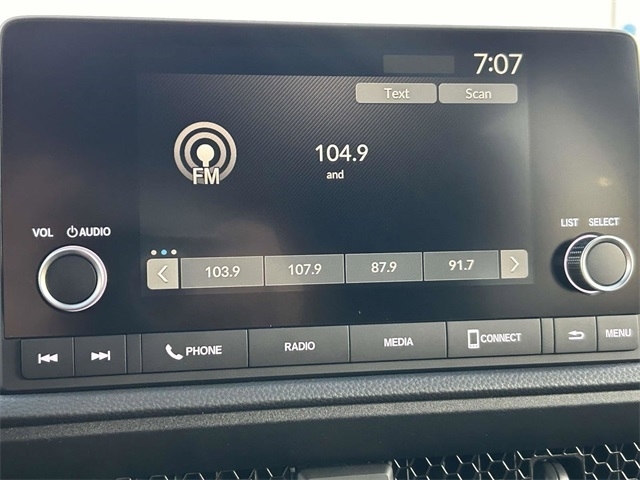 7:07
Text Scan
104.9
FM
and
VOL AUDIO
LIST SELECT
103.9 107.9 87.9 91.7
PHONE RADIO MEDIA CONNECT MENU